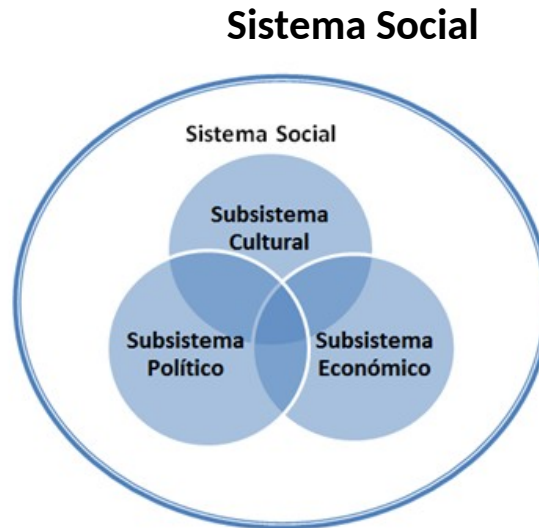 Sistema Social
Sistema Social
Subsistema
Cultural
Subsistema
Político
Subsistema
Económico